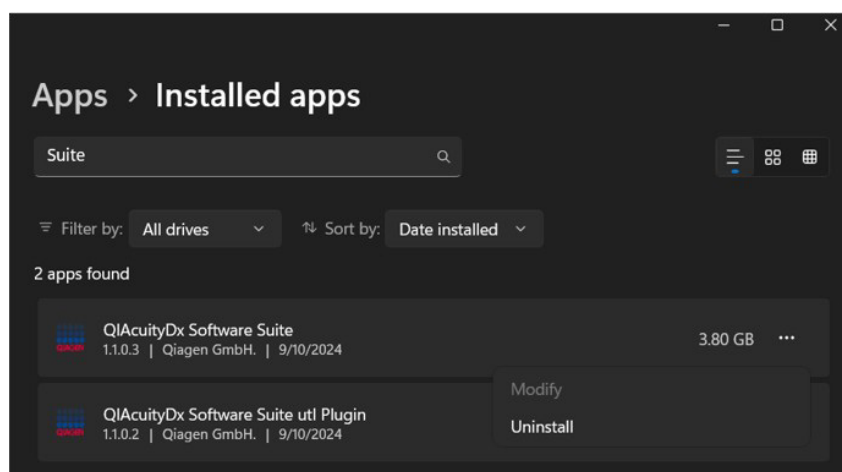 Apps > Installed apps
Suite
Filter by: All drives Sort by: Date installed
2 apps found
QIAcuityDx Software Suite
1.1.0.3 | Qiagen GmbH. | 9/10/2024
3.80 GB
Modify
Uninstall
QIAcuityDx Software Suite utl Plugin
1.1.0.2 | Qiagen GmbH. | 9/10/2024
QIAGEN
QIAGEN